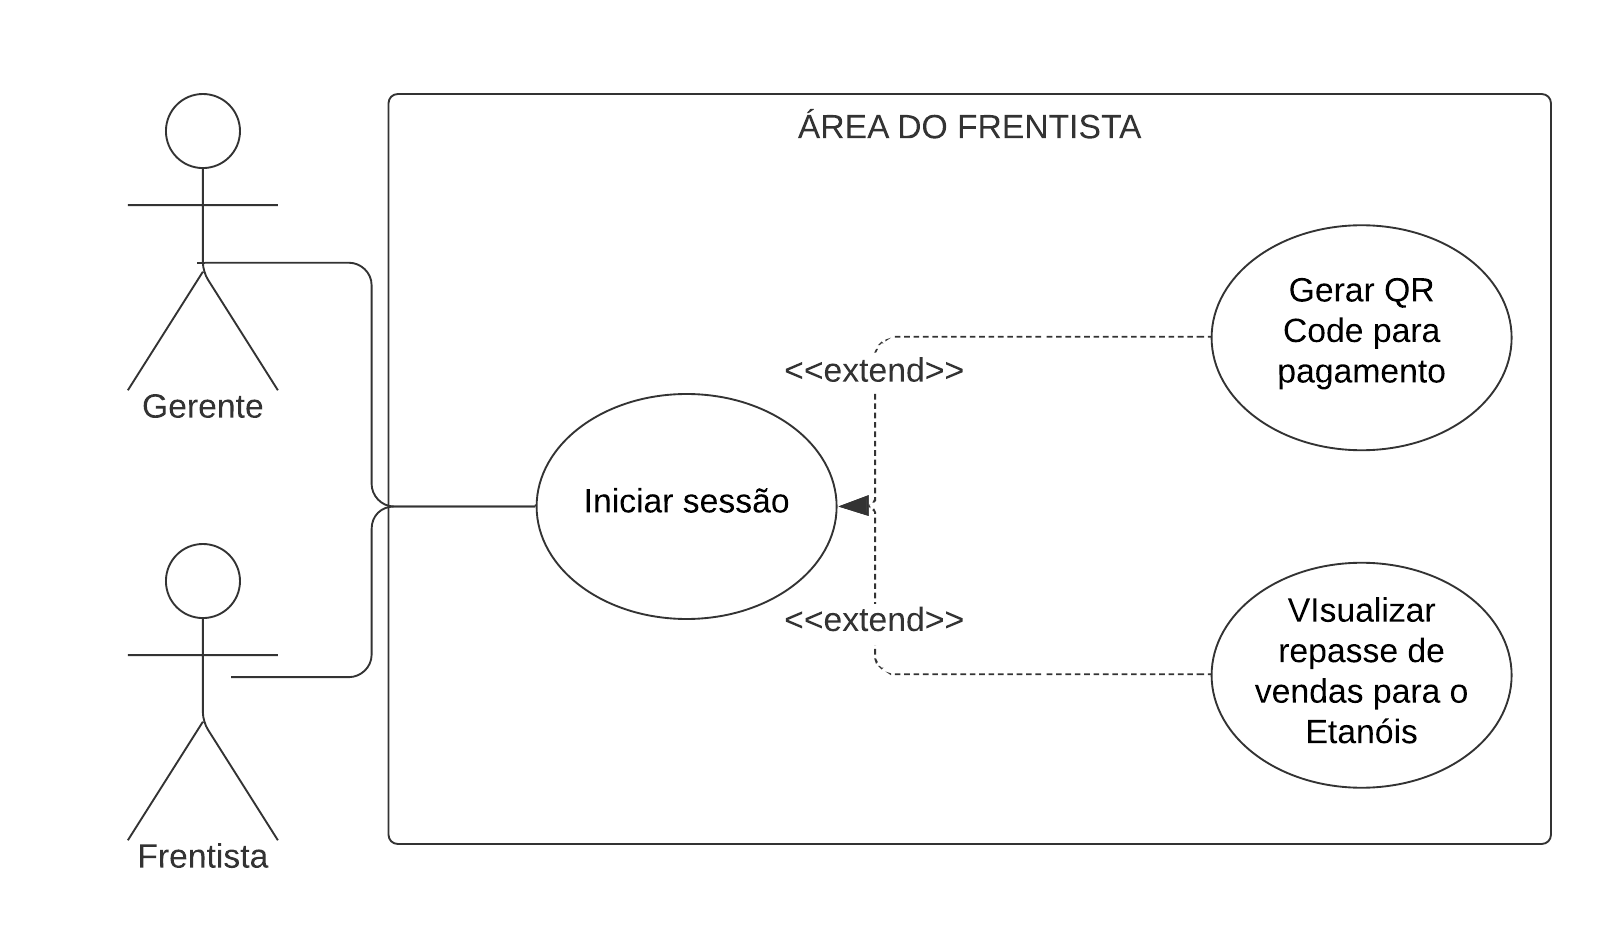 ÁREA DO FRENTISTA
Gerente
Frentista
Iniciar sessão
<<extend>>
<<extend>>
Gerar QR
Code para
pagamento
VIsualizar
repasse de
vendas para o
Etanóis